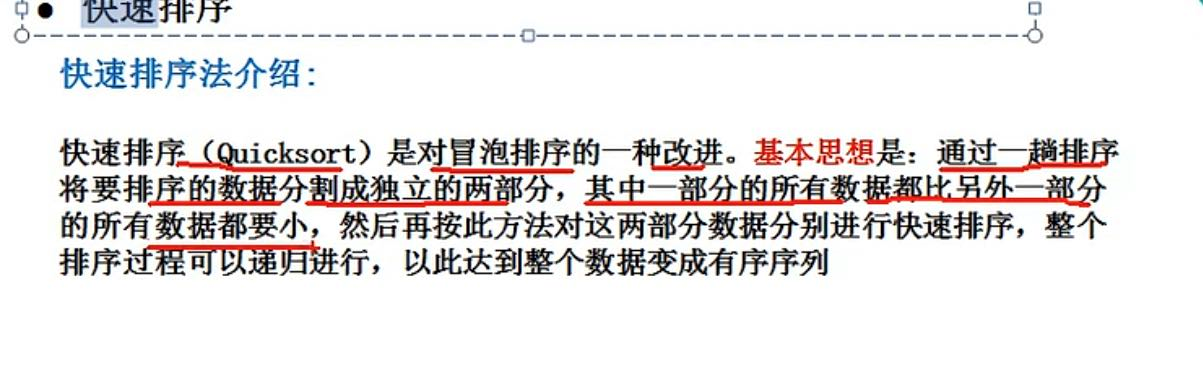 ● 快速排序
快速排序法介绍:
快速排序（Quicksort）是对冒泡排序的一种改进。基本思想是：通过一趟排序
将要排序的数据分割成独立的两部分，其中一部分的所有数据都比另外一部分
的所有数据都要小，然后再按此方法对这两部分数据分别进行快速排序，整个
排序过程可以递归进行，以此达到整个数据变成有序序列